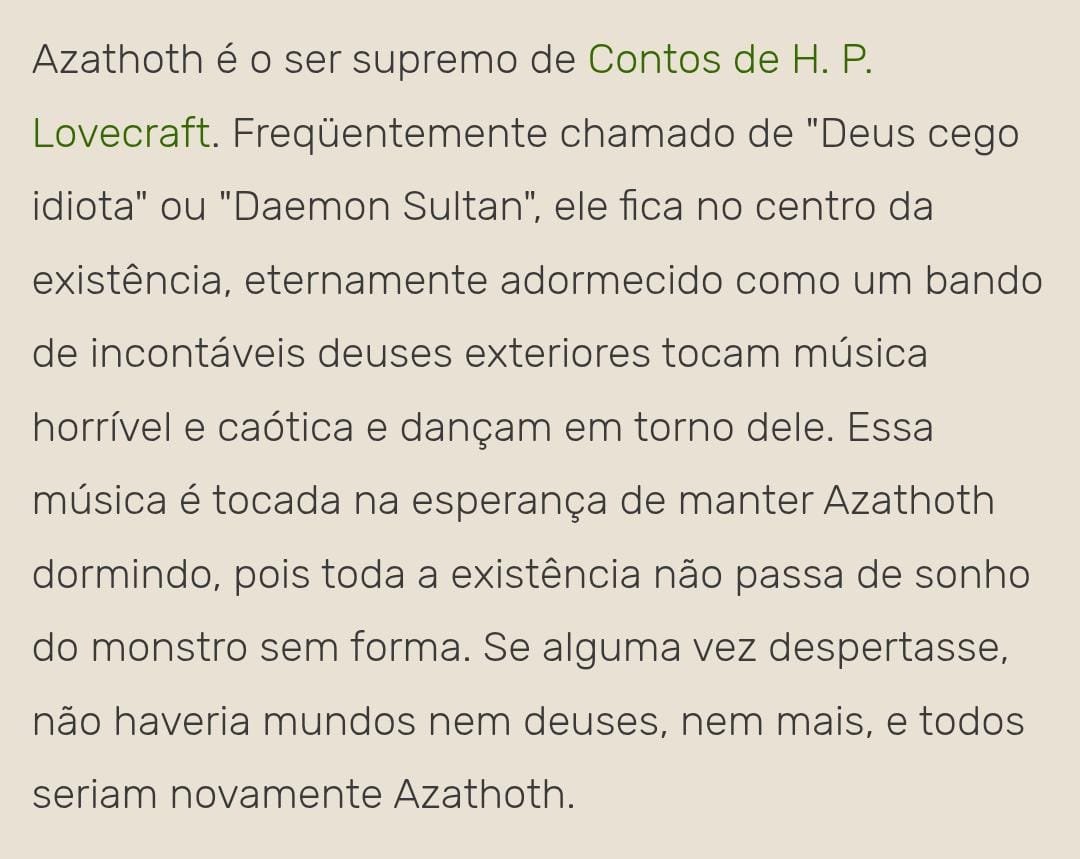 Azathoth é o ser supremo de Contos de H. P.
Lovecraft. Freqüentemente chamado de "Deus cego
idiota" ou "Daemon Sultan", ele fica no centro da
existência, eternamente adormecido como um bando
de incontáveis deuses exteriores tocam música
horrível e caótica e dançam em torno dele. Essa
música é tocada na esperança de manter Azathoth
dormindo, pois toda a existência não passa de sonho
do monstro sem forma. Se alguma vez despertasse,
não haveria mundos nem deuses, nem mais, e todos
seriam novamente Azathoth.